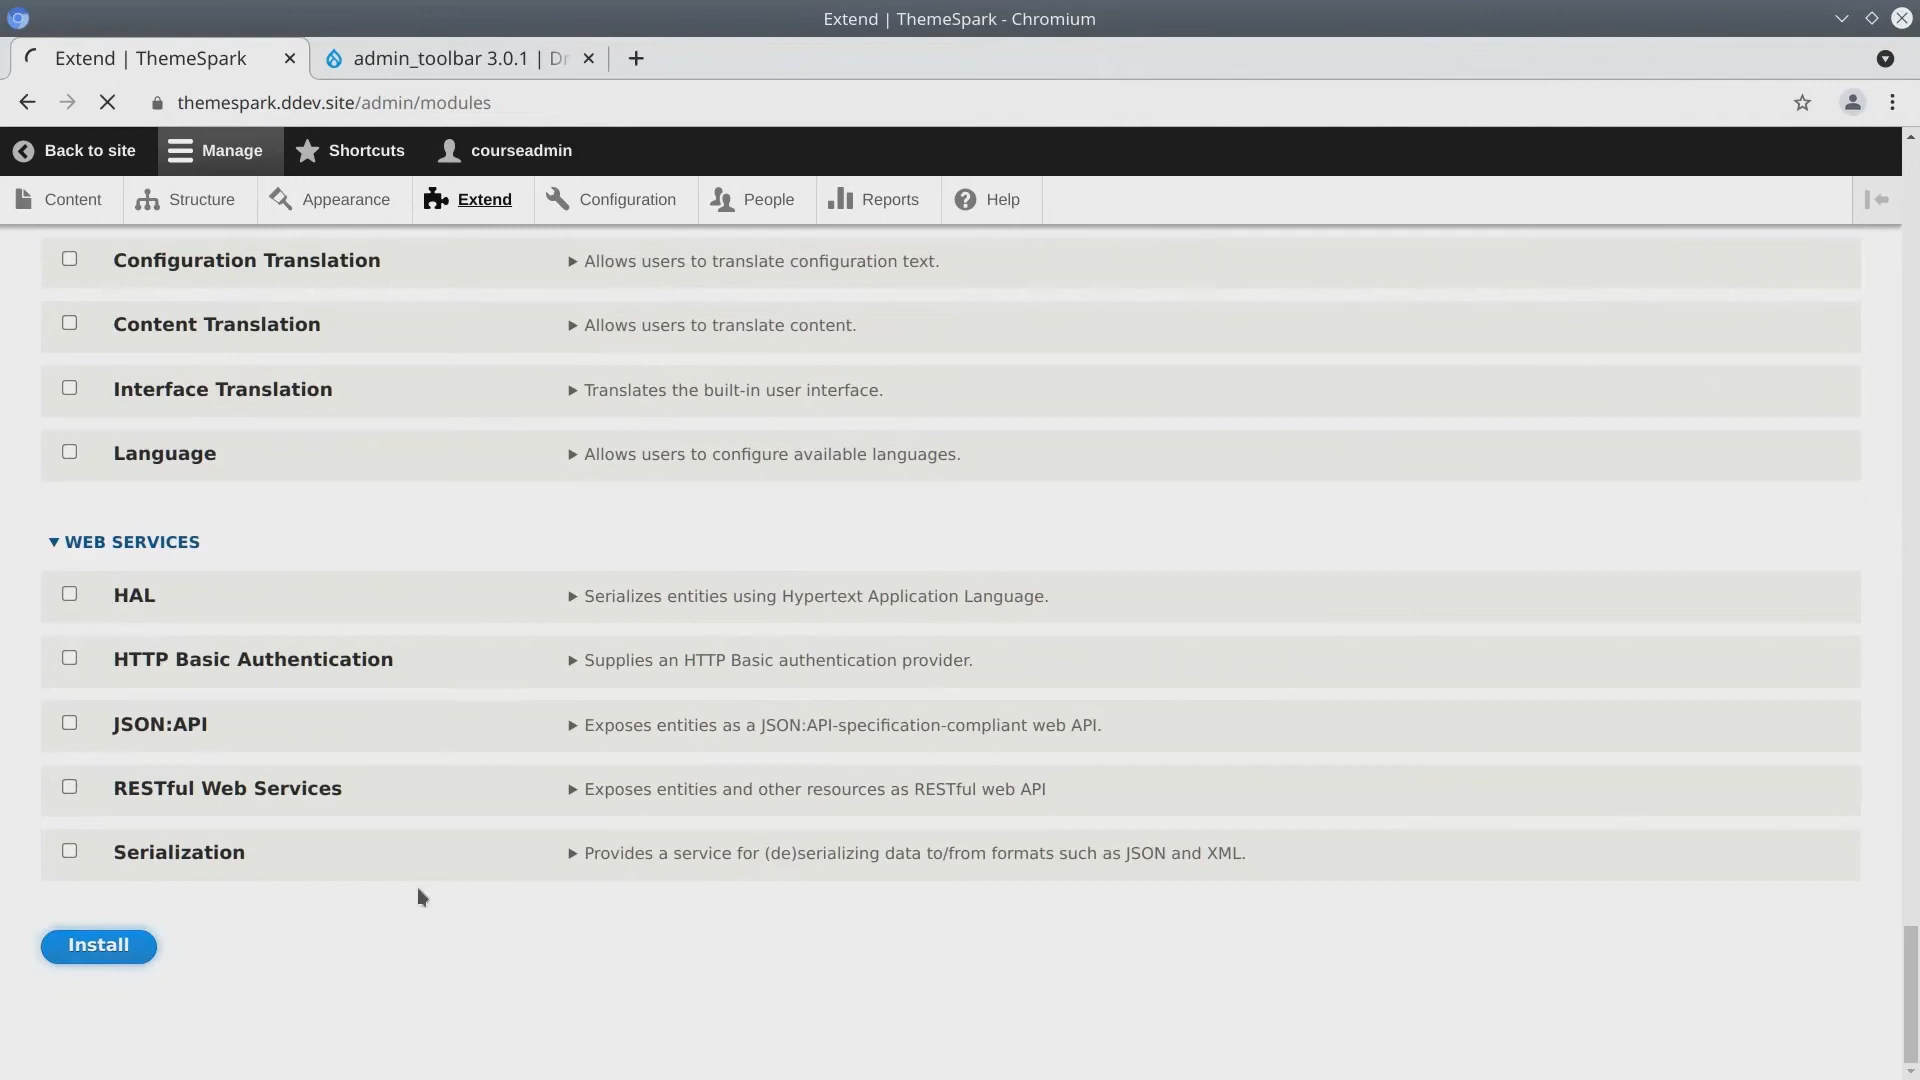 Extend | ThemeSpark - Chromium
Extend | ThemeSpark
admin_toolbar 3.0.1 | Dr
themespark.ddev.site/admin/modules
Back to site
Manage
Shortcuts
courseadmin
Content
Structure
Appearance
Extend
Configuration
People
Reports
Help
Configuration Translation
Allows users to translate configuration text.
Content Translation
Allows users to translate content.
Interface Translation
Translates the built-in user interface.
Language
Allows users to configure available languages.
WEB SERVICES
HAL
Serializes entities using Hypertext Application Language.
HTTP Basic Authentication
Supplies an HTTP Basic authentication provider.
JSON:API
Exposes entities as a JSON:API-specification-compliant web API.
RESTful Web Services
Exposes entities and other resources as RESTful web API
Serialization
Provides a service for (de)serializing data to/from formats such as JSON and XML.
Install